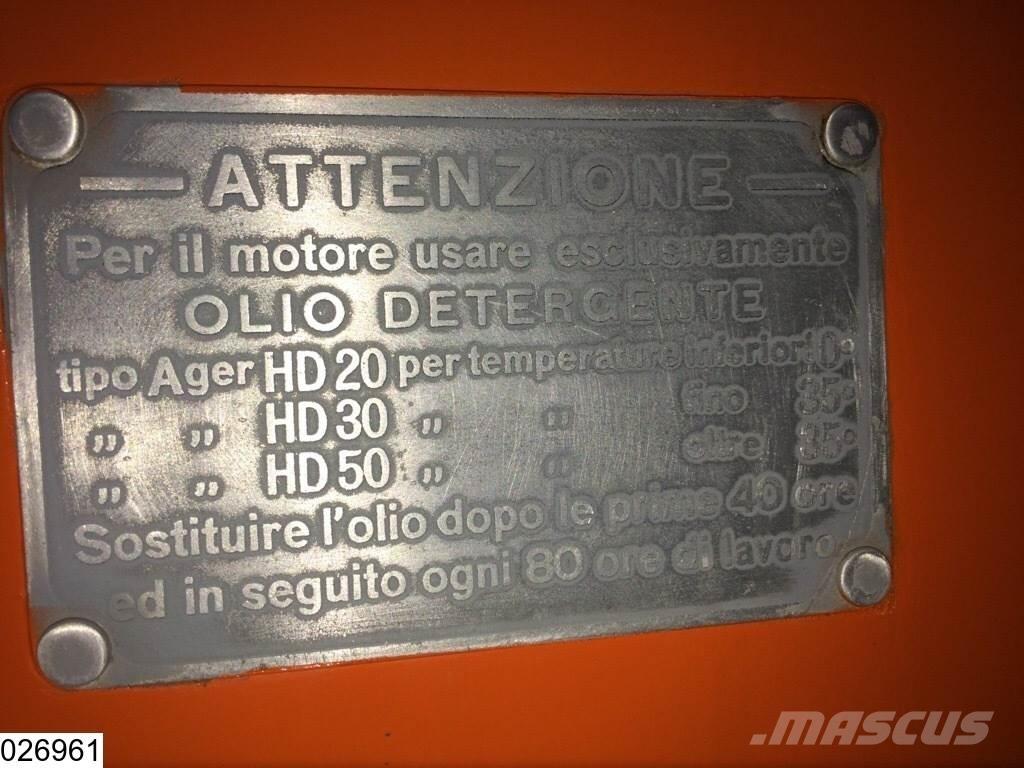 — ATTENZIONE —
Per il motore usare esclusivamente
OLIO DETERGENTE
tipo Ager HD 20 per temperature inferiori 0°
„ „ HD 30 „ „ fino 35°
„ „ HD 50 „ „ oltre 35°
Sostituire l'olio dopo le prime 40 ore
ed in seguito ogni 80 ore di lavoro
026961
MASCUS